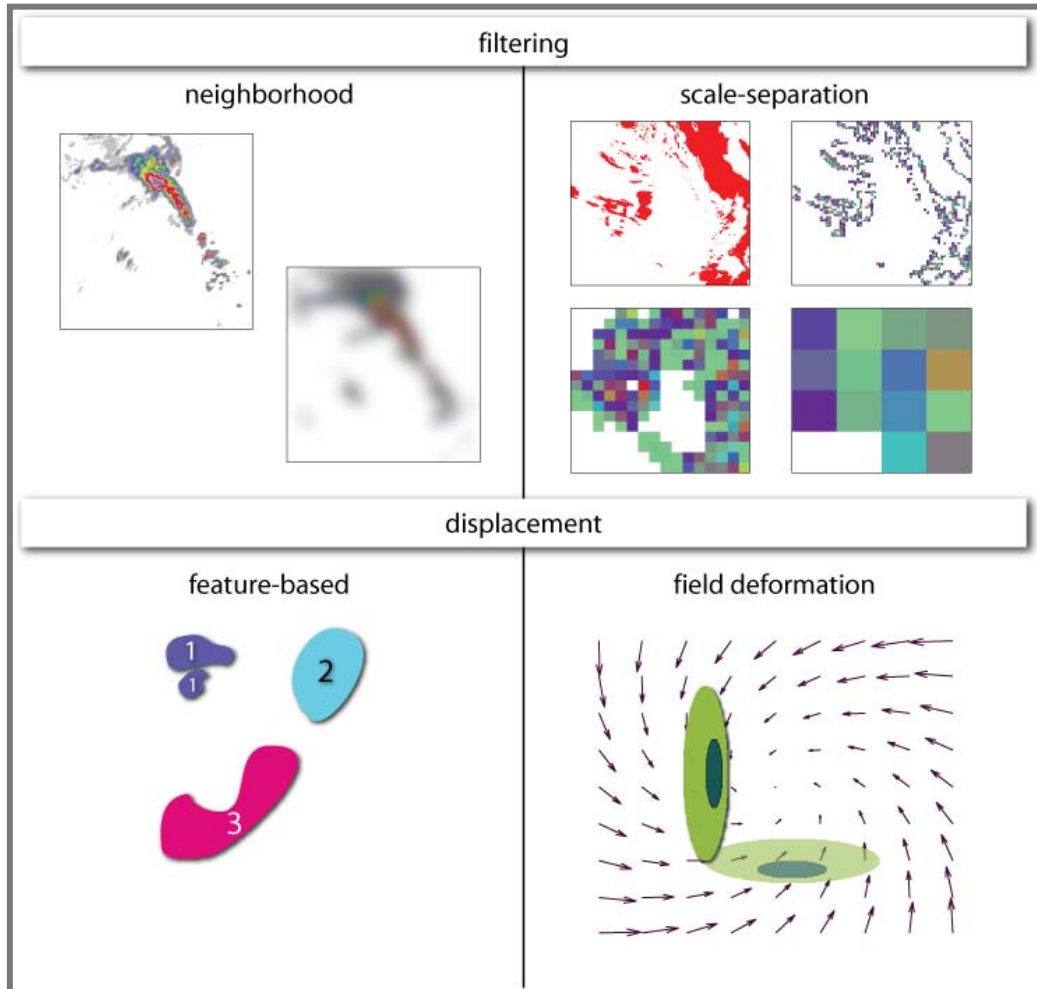 filtering
neighborhood
scale-separation
displacement
feature-based
field deformation
1
1
2
3